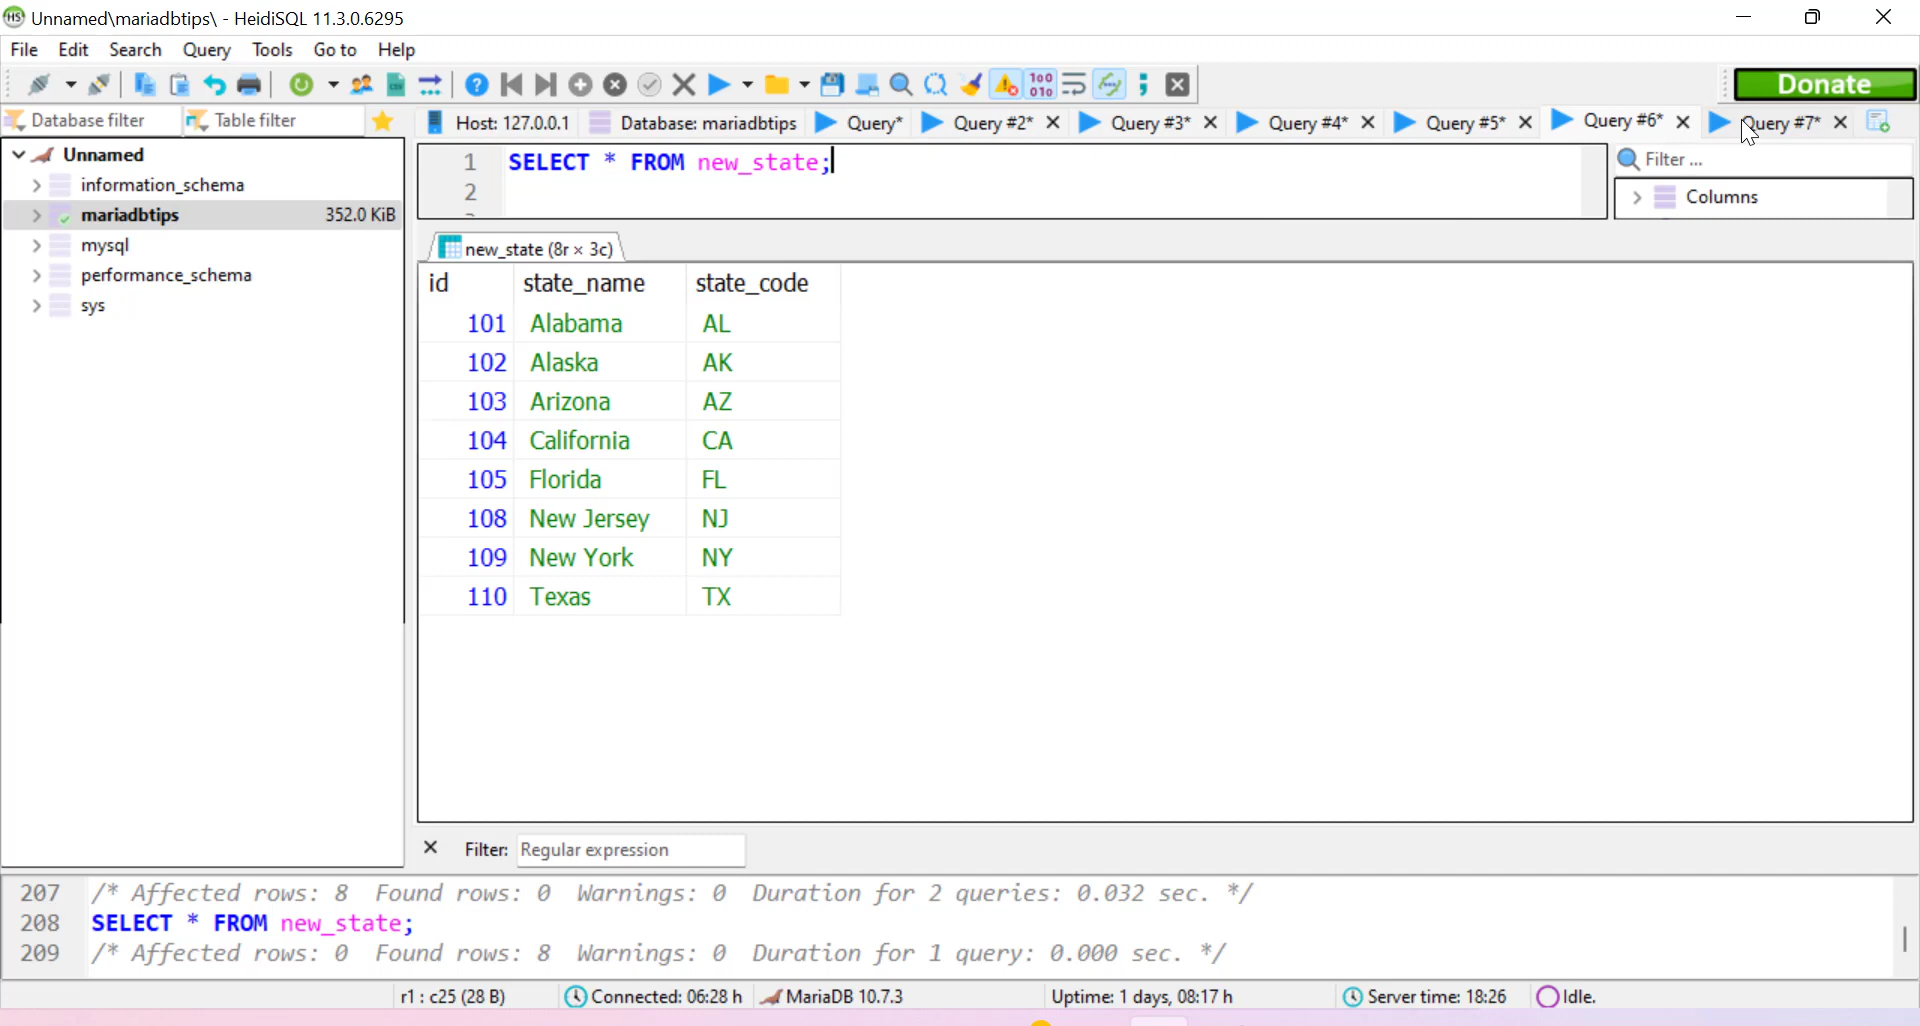 Unnamed\mariadbtips\ - HeidiSQL 11.3.0.6295
File Edit Search Query Tools Go to Help
Donate
Database filter Table filter Host: 127.0.0.1 Database: mariadbtips Query* Query #2* Query #3* Query #4* Query #5* Query #6* Query #7*
Unnamed
information_schema
mariadbtips 352.0 KiB
mysql
performance_schema
sys
1 SELECT * FROM new_state;
2
Filter ...
Columns
new_state (8r × 3c)
id state_name state_code
101 Alabama AL
102 Alaska AK
103 Arizona AZ
104 California CA
105 Florida FL
108 New Jersey NJ
109 New York NY
110 Texas TX
Filter: Regular expression
207 /* Affected rows: 8 Found rows: 0 Warnings: 0 Duration for 2 queries: 0.032 sec. */
208 SELECT * FROM new_state;
209 /* Affected rows: 0 Found rows: 8 Warnings: 0 Duration for 1 query: 0.000 sec. */
r1 : c25 (28 B) Connected: 06:28 h MariaDB 10.7.3 Uptime: 1 days, 08:17 h Server time: 18:26 Idle.